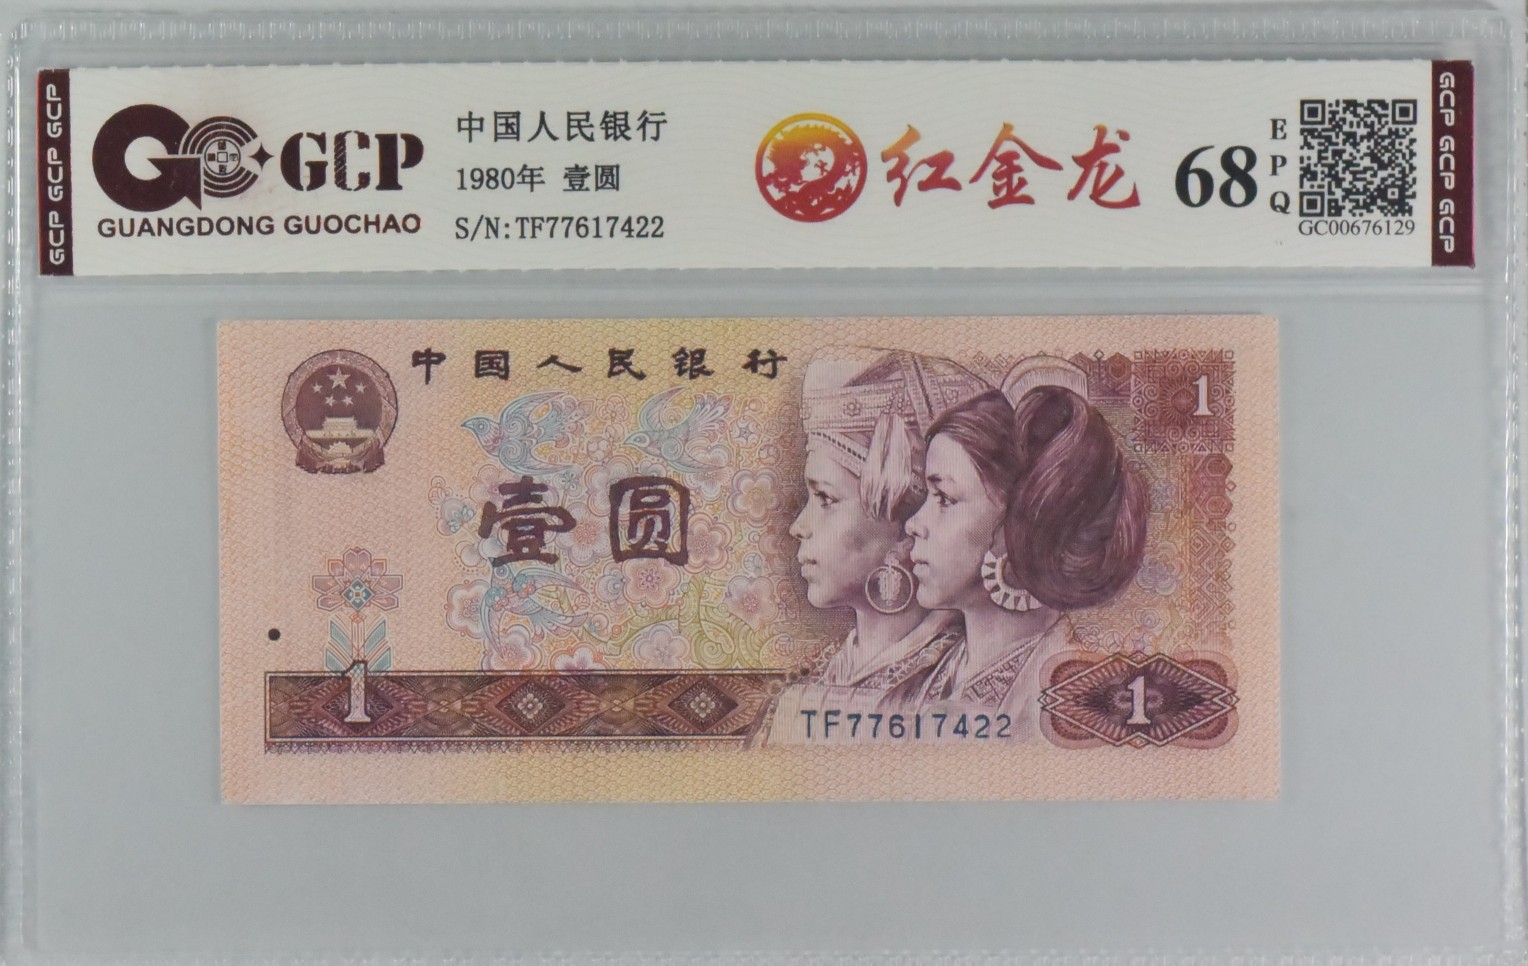 GCP GCP GCP
GCP
GUANGDONG GUOCHAO
中国人民银行
1980年 壹圆
S/N:TF77617422
红金龙
68
EPQ
GC00676129
GCP GCP GCP
中国人民银行
1
壹圆
1
1
TF77617422